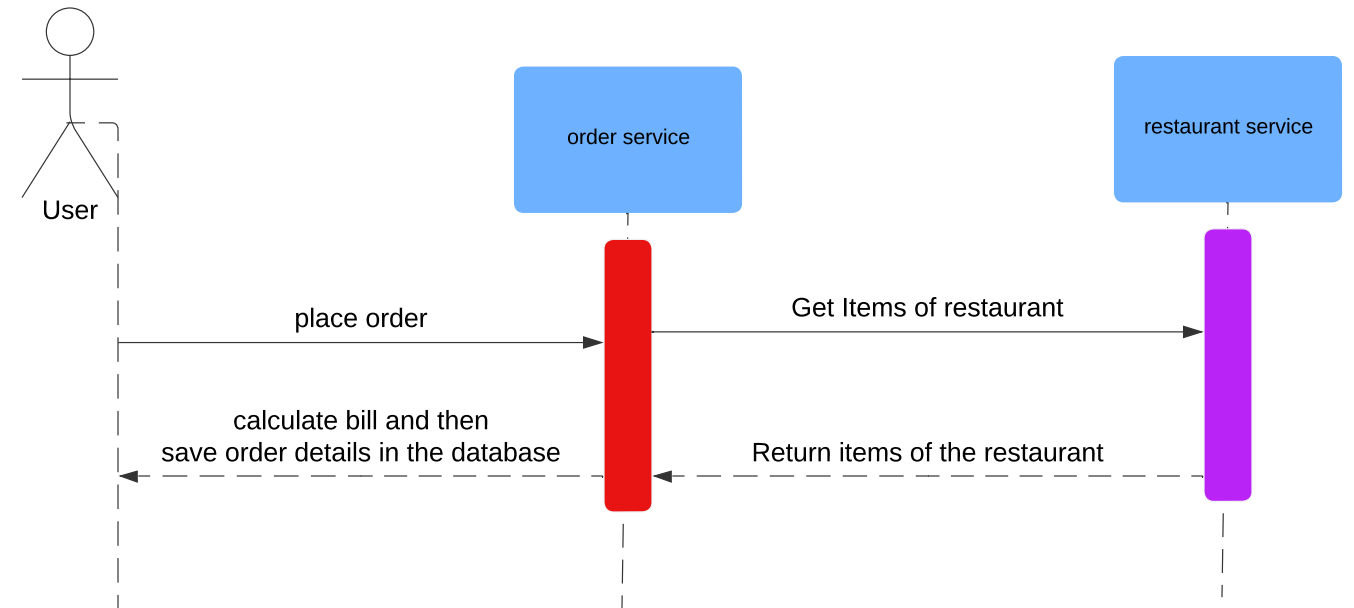 order service
restaurant service
User
place order
Get Items of restaurant
calculate bill and then
save order details in the database
Return items of the restaurant